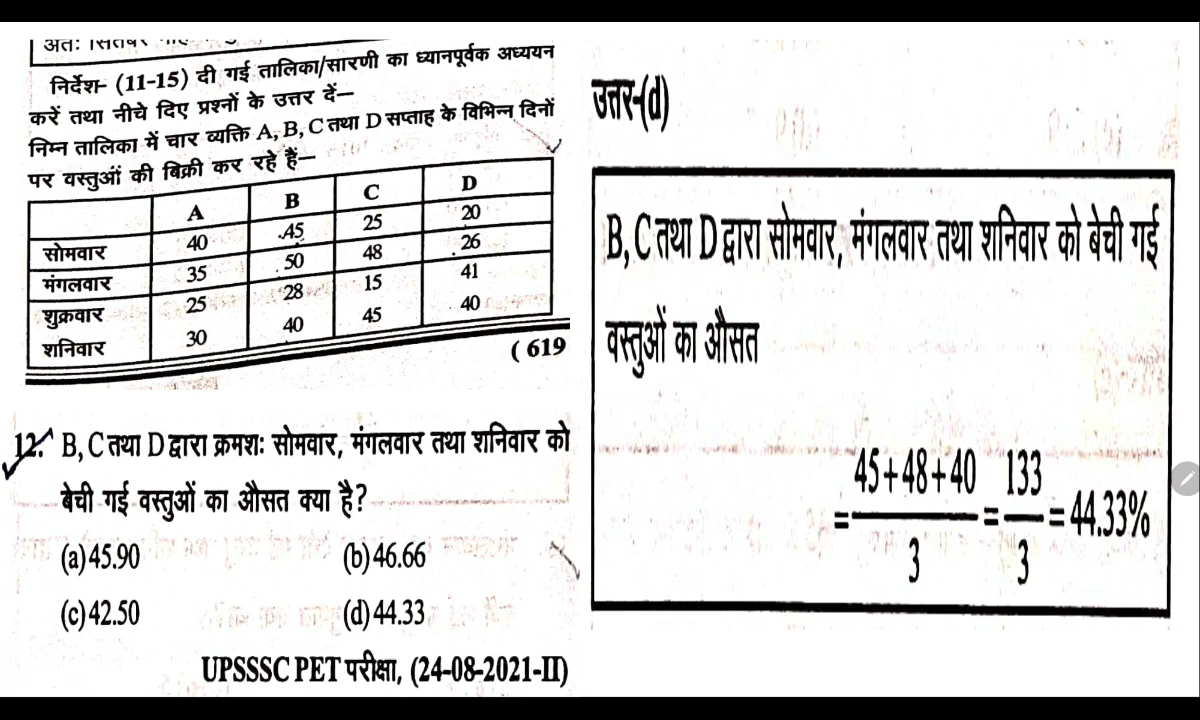 निर्देश- (11-15) दी गई तालिका/सारणी का ध्यानपूर्वक अध्ययन
करें तथा नीचे दिए प्रश्नों के उत्तर दें—
निम्न तालिका में चार व्यक्ति A, B, C तथा D सप्ताह के विभिन्न दिनों
पर वस्तुओं की बिक्री कर रहे हैं—
A B C D
सोमवार 40 45 25 20
मंगलवार 35 50 48 26
शुक्रवार 25 28 15 41
शनिवार 30 40 45 40
( 619
12. B, C तथा D द्वारा क्रमशः सोमवार, मंगलवार तथा शनिवार को
बेची गई वस्तुओं का औसत क्या है?
(a) 45.90 (b) 46.66
(c) 42.50 (d) 44.33
UPSSSC PET परीक्षा, (24-08-2021-II)
उत्तर-(d)
B, C तथा D द्वारा सोमवार, मंगलवार तथा शनिवार को बेची गई
वस्तुओं का औसत
= 45+48+40 / 3 = 133 / 3 = 44.33%